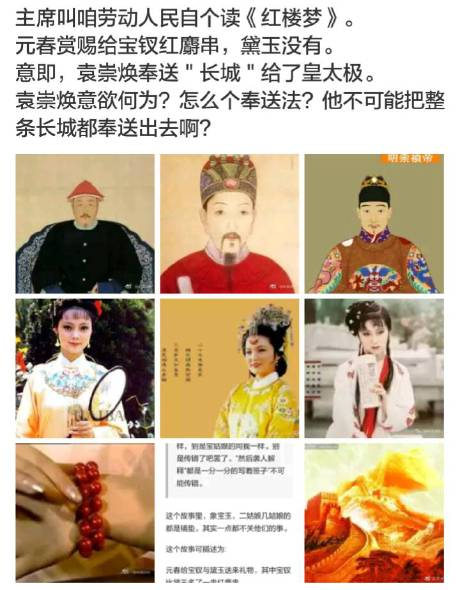 主席叫咱劳动人民自个读《红楼梦》。
元春赏赐给宝钗红麝串，黛玉没有。
意即，袁崇焕奉送＂长城＂给了皇太极。
袁崇焕意欲何为？怎么个奉送法？他不可能把整
条长城都奉送出去啊？
明崇祯帝
样，到是宝姑娘的同我一样。别
是传错了吧罢了。"然后袭人解
释"都是一分一分的写着签子"不可
能传错。
这个故事里，象宝玉，二姑娘几姑娘的
都是铺垫，其实一点都不关他们的事。
这个故事可描述为:
元春给宝钗与黛玉送来礼物，其中宝钗
比黛玉多了一串红麝串